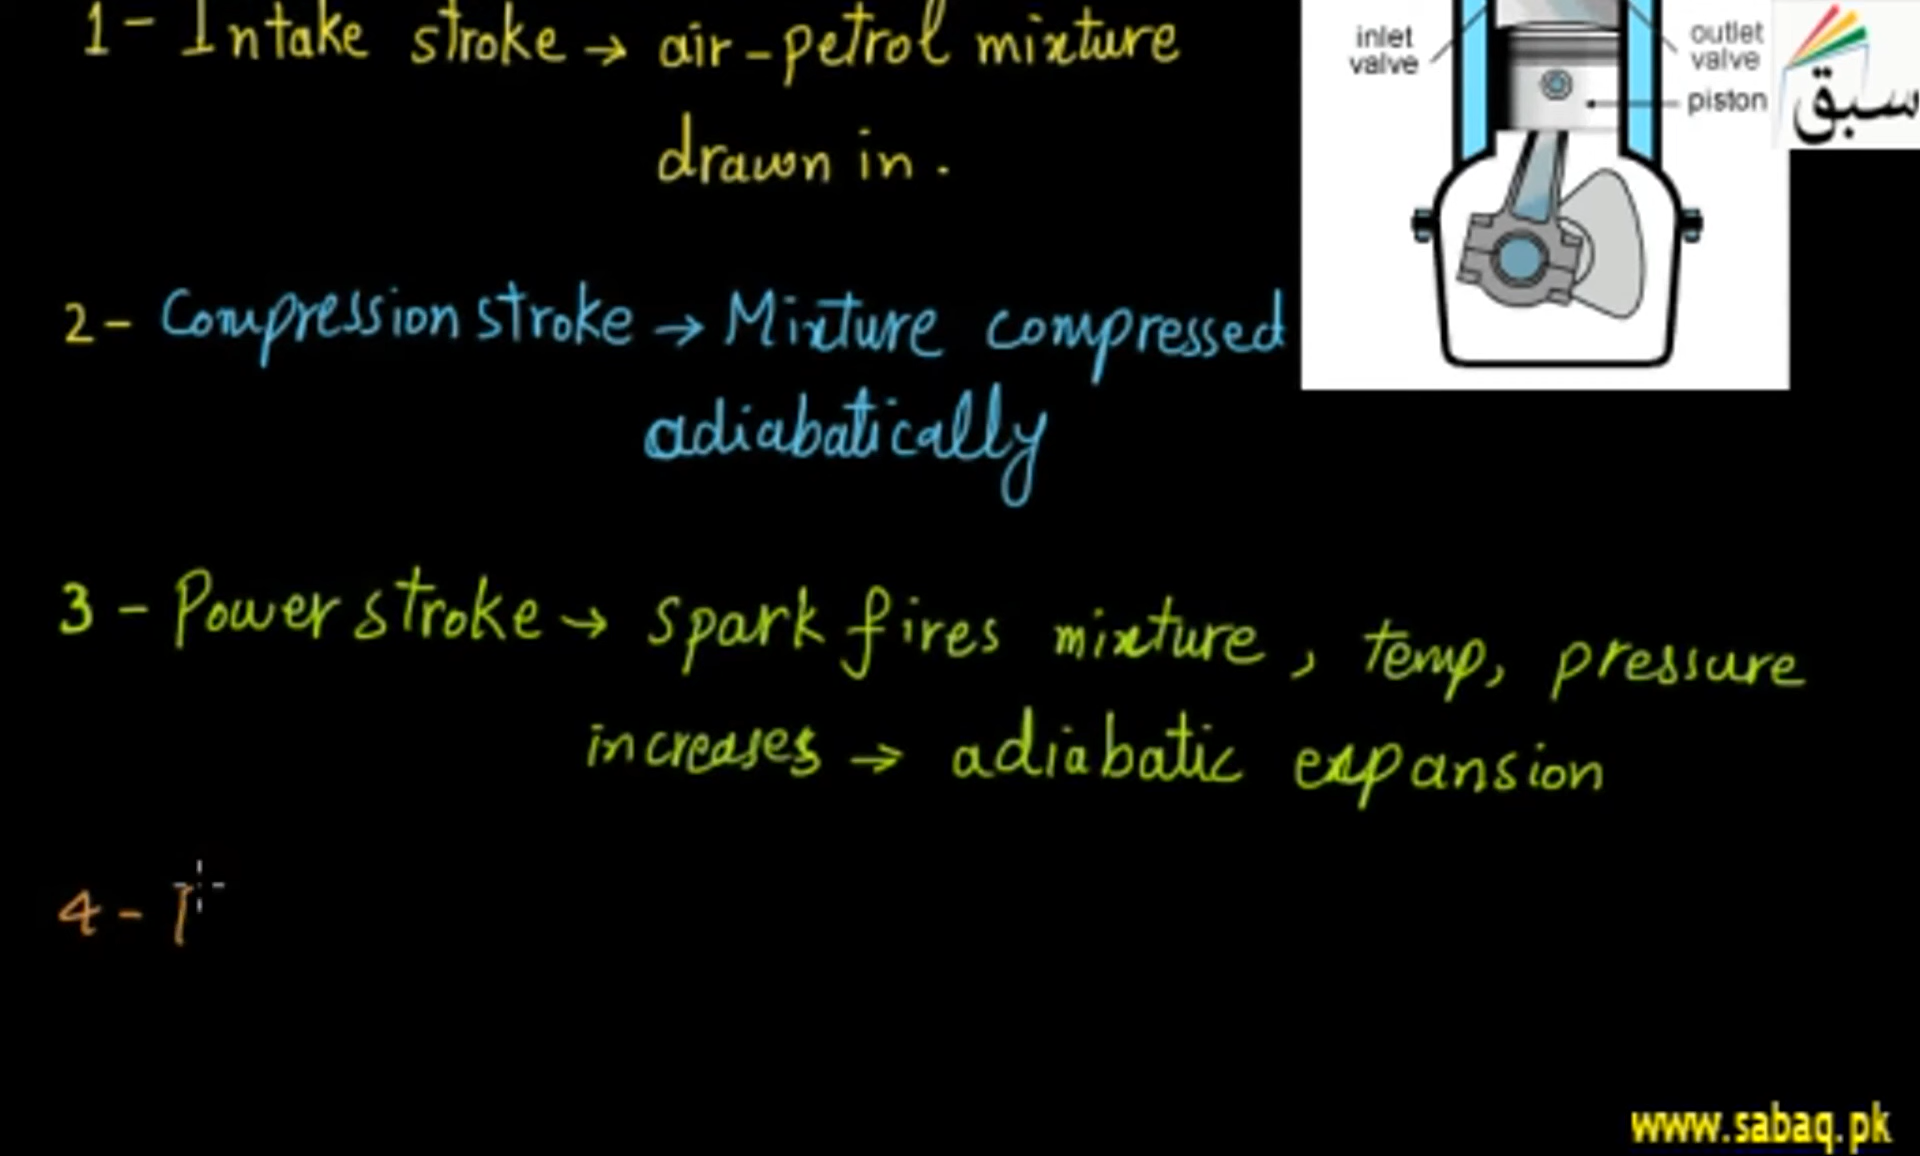 1 - Intake stroke → air - petrol mixture
drawn in .
inlet
valve
outlet
valve
piston
سبق
2 - Compression stroke → Mixture compressed
adiabatically
3 - Power stroke → spark fires mixture , temp, pressure
increases → adiabatic expansion
4 -
www.sabaq.pk